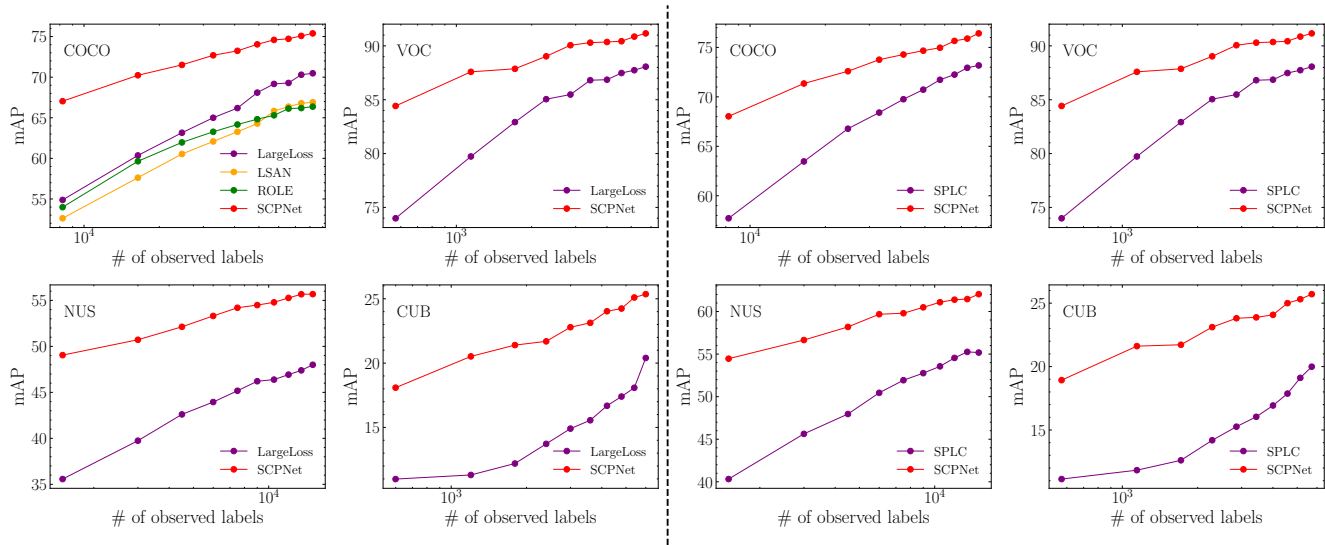 COCO
mAP
75
70
65
60
55
LargeLoss
LSAN
ROLE
SCPNet
10^4
# of observed labels
VOC
mAP
90
85
80
75
LargeLoss
SCPNet
10^3
# of observed labels
COCO
mAP
75
70
65
60
SPLC
SCPNet
10^4
# of observed labels
VOC
mAP
90
85
80
75
SPLC
SCPNet
10^3
# of observed labels
NUS
mAP
55
50
45
40
35
LargeLoss
SCPNet
10^4
# of observed labels
CUB
mAP
25
20
15
LargeLoss
SCPNet
10^3
# of observed labels
NUS
mAP
60
55
50
45
40
SPLC
SCPNet
10^4
# of observed labels
CUB
mAP
25
20
15
SPLC
SCPNet
10^3
# of observed labels